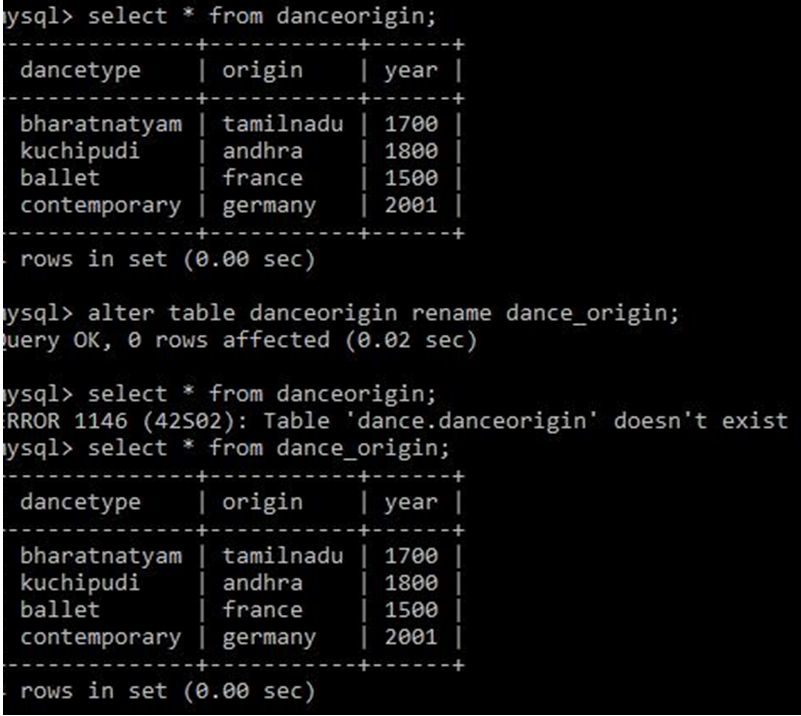 ysql> select * from danceorigin;
---------------+-----------+------+
dancetype | origin | year |
---------------+-----------+------+
bharatnatyam | tamilnadu | 1700 |
kuchipudi | andhra | 1800 |
ballet | france | 1500 |
contemporary | germany | 2001 |
---------------+-----------+------+
rows in set (0.00 sec)
ysql> alter table danceorigin rename dance_origin;
uery OK, 0 rows affected (0.02 sec)
ysql> select * from danceorigin;
RROR 1146 (42S02): Table 'dance.danceorigin' doesn't exist
ysql> select * from dance_origin;
---------------+-----------+------+
dancetype | origin | year |
---------------+-----------+------+
bharatnatyam | tamilnadu | 1700 |
kuchipudi | andhra | 1800 |
ballet | france | 1500 |
contemporary | germany | 2001 |
---------------+-----------+------+
rows in set (0.00 sec)